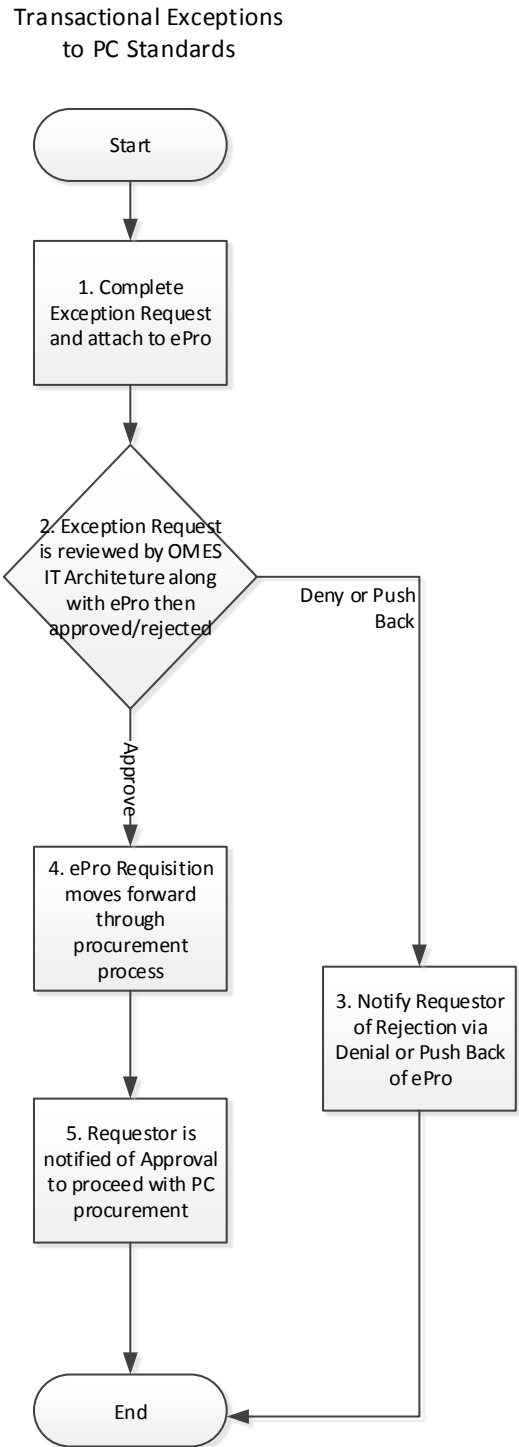 Transactional Exceptions
to PC Standards
Start
1. Complete
Exception Request
and attach to ePro
2. Exception Request
is reviewed by OMES
IT Architeture along
with ePro then
approved/rejected
Deny or Push
Back
Approve
4. ePro Requisition
moves forward
through
procurement
process
3. Notify Requestor
of Rejection via
Denial or Push Back
of ePro
5. Requestor is
notified of Approval
to proceed with PC
procurement
End